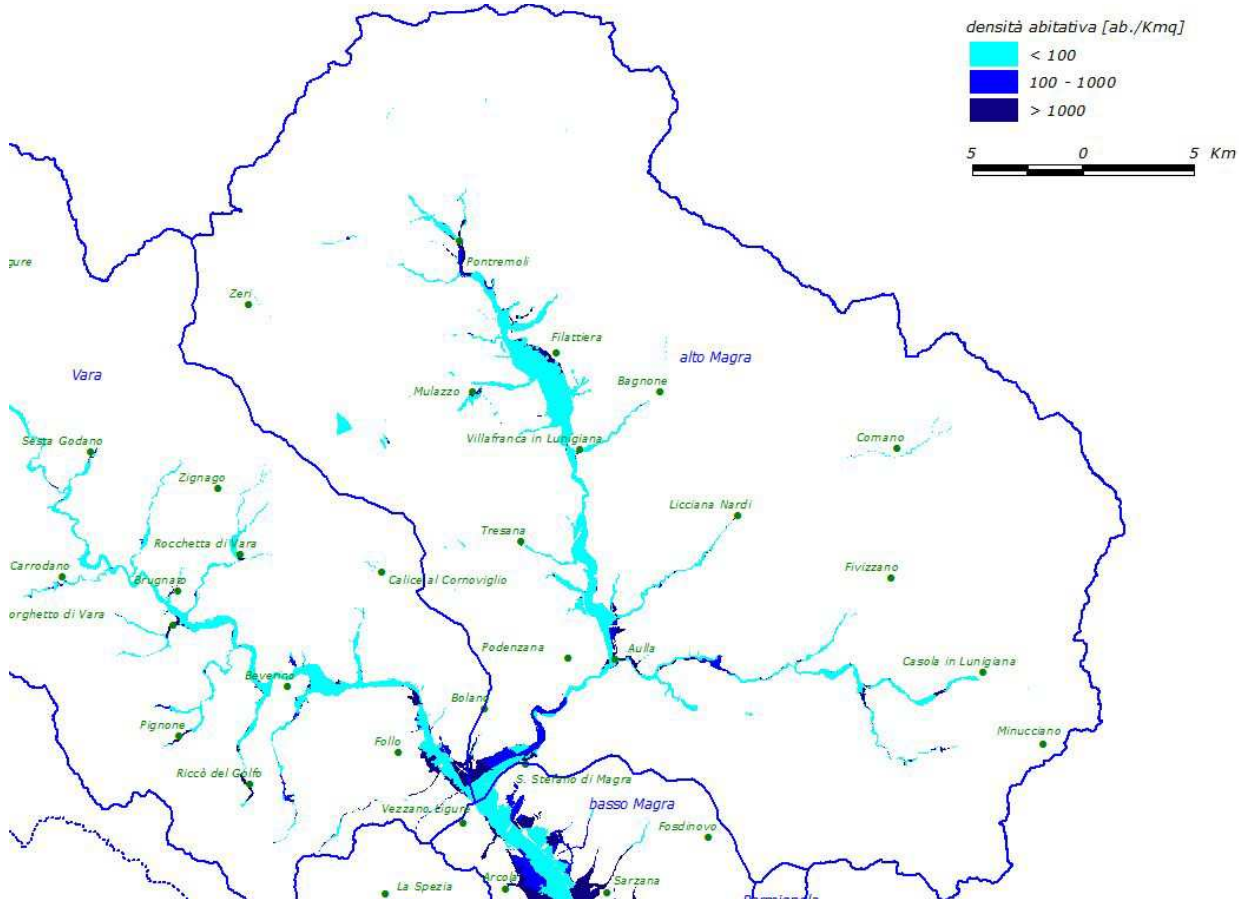 densità abitativa [ab./Kmq]
< 100
100 - 1000
> 1000
5 0 5 Km
gure
Pontremoli
Zeri
Filattiera
alto Magra
Vara
Mulazzo
Bagnone
Sesta Godano
Villafranca in Lunigiana
Comano
Zignago
Licciana Nardi
Tresana
Rocchetta di Vara
Carrodano
Brugnato
Calice al Cornoviglio
Fivizzano
orghetto di Vara
Podenzana
Aulla
Casola in Lunigiana
Beverino
Bolano
Pignone
Follo
Minucciano
Riccò del Golfo
S. Stefano di Magra
Vezzano Ligure
basso Magra
Fosdinovo
Arcola
La Spezia
Sarzana